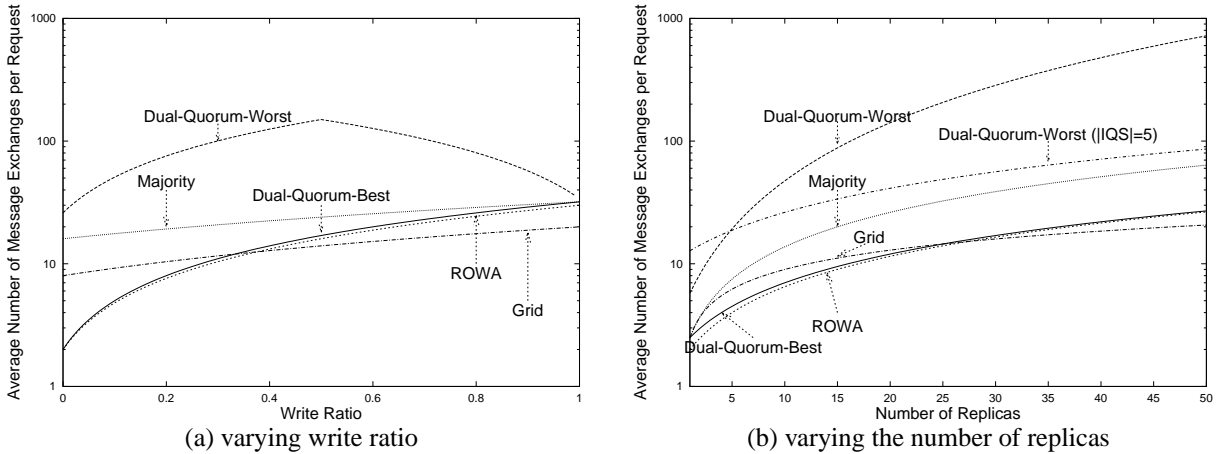 Average Number of Message Exchanges per Request
1000
100
10
1
Dual-Quorum-Worst
Majority
Dual-Quorum-Best
ROWA
Grid
0 0.2 0.4 0.6 0.8 1
Write Ratio
(a) varying write ratio
Average Number of Message Exchanges per Request
1000
100
10
1
Dual-Quorum-Worst
Dual-Quorum-Worst (|IQS|=5)
Majority
Grid
ROWA
Dual-Quorum-Best
5 10 15 20 25 30 35 40 45 50
Number of Replicas
(b) varying the number of replicas